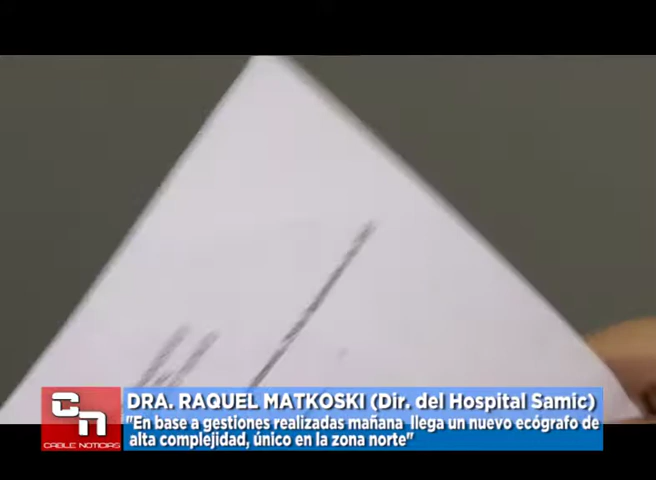 DRA. RAQUEL MATKOSKI (Dir. del Hospital Samic)
"En base a gestiones realizadas mañana llega un nuevo ecógrafo de
alta complejidad, único en la zona norte"
CN
CABLE NOTICIAS